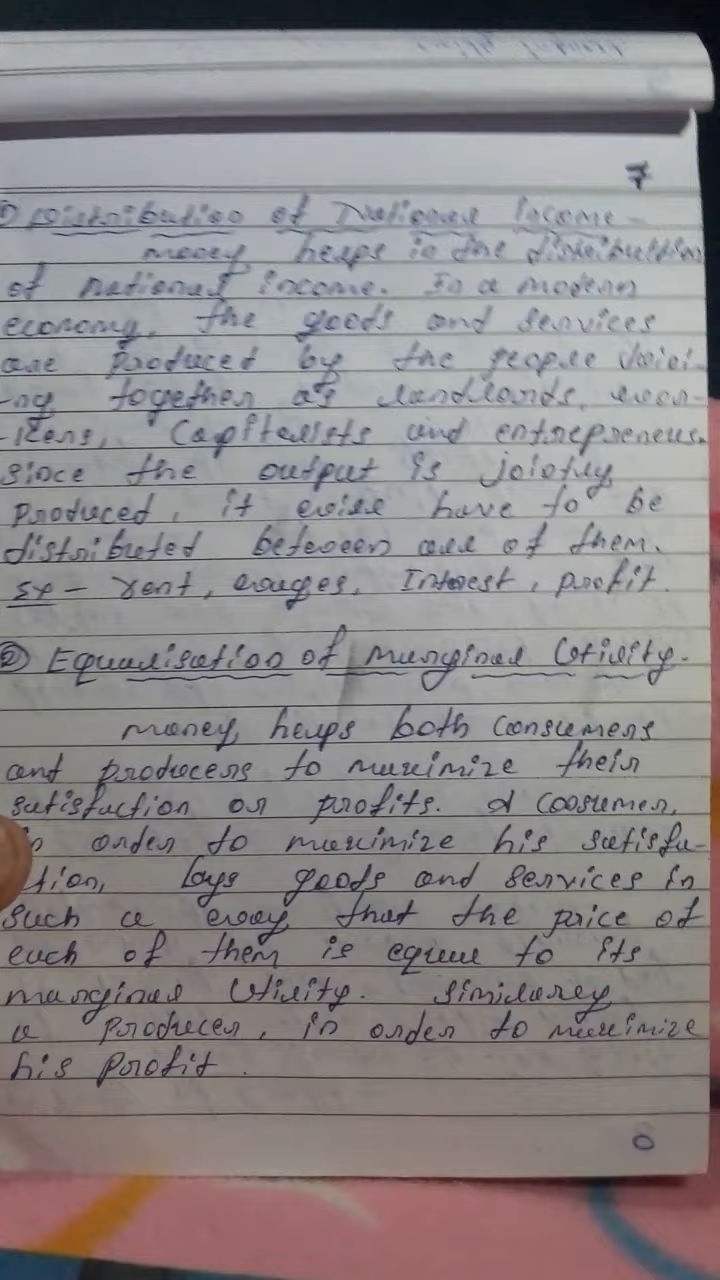 7
1) Distribution of National income -
money helps in the distribution
of national income. In a modern
economy, the goods and services
are produced by the people
-ng together as landlords, wor-
-kers, Capitalists and entrepreneus.
since the output is jointly
produced, it will have to be
distributed between all of them.
Ex - rent, wages, Interest, profit.
2) Equalisation of marginal Utility.
money helps both consumers
and producers to maximize their
satisfaction or profits. A consumer,
in order to maximize his satisfa-
-tion, buys goods and services in
such a way that the price of
each of them is equal to its
marginal Utility. Similarly
a producer, in order to maximize
his profit.